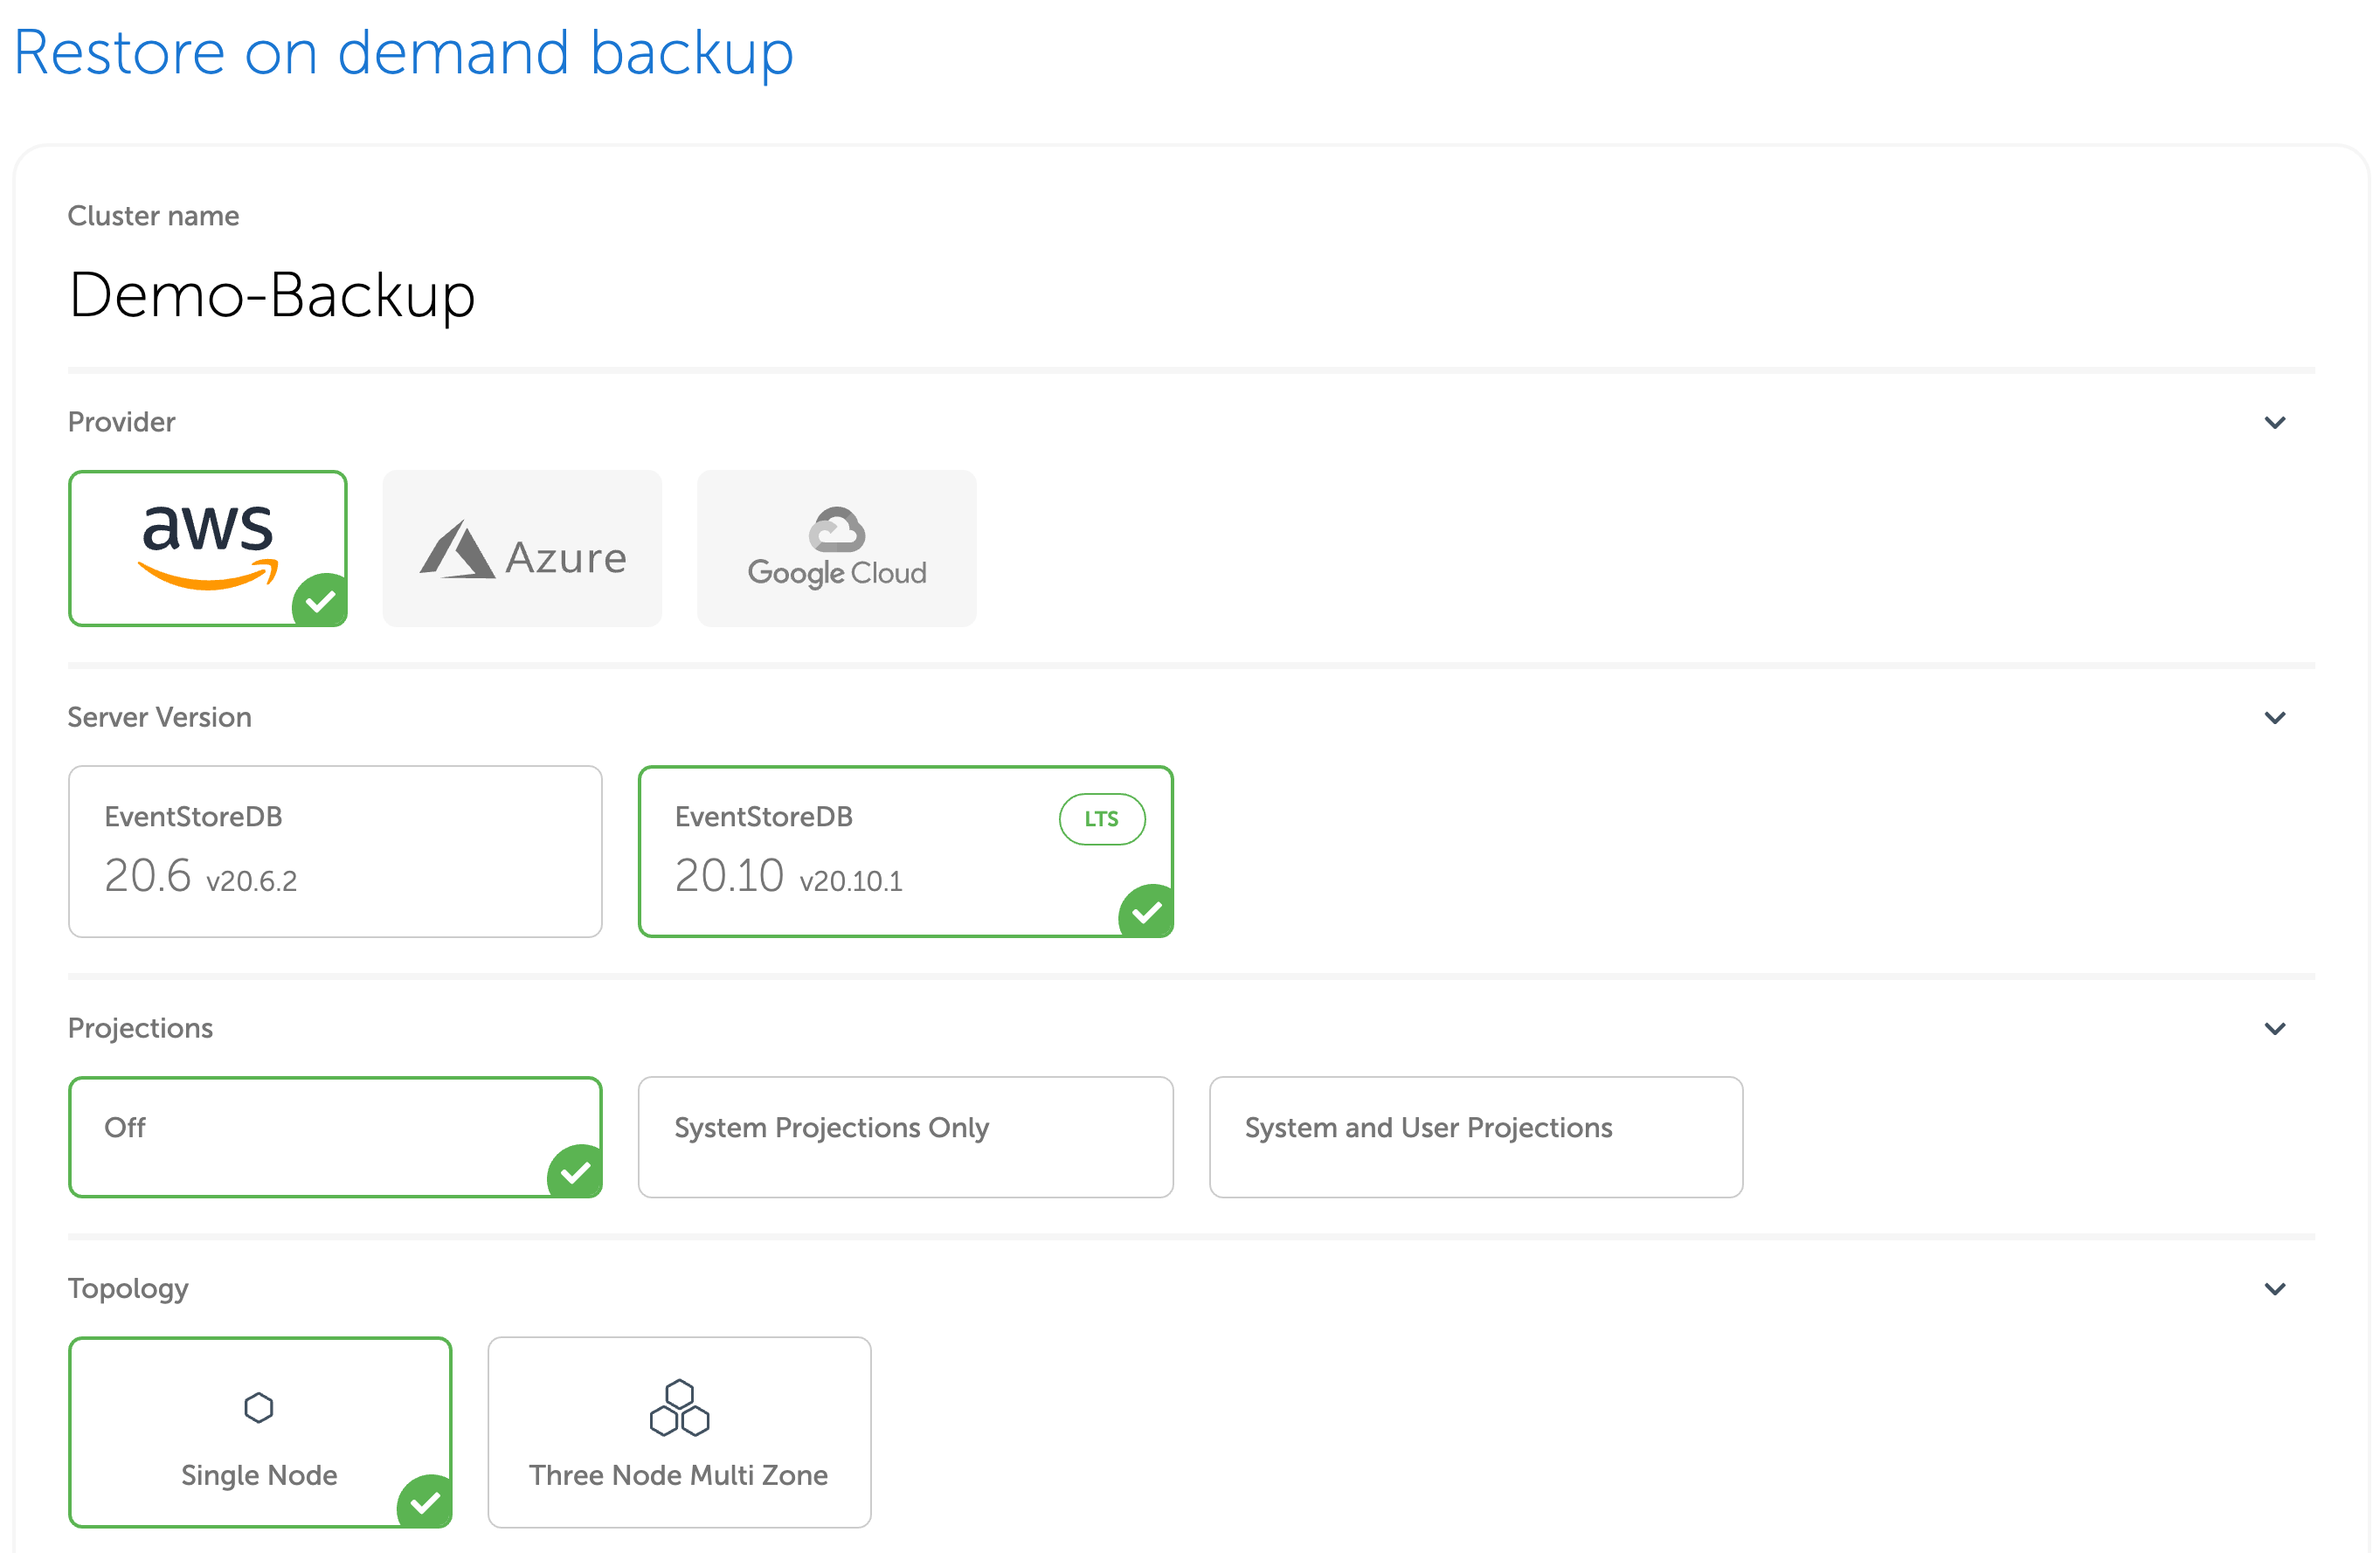 Restore on demand backup
Cluster name
Demo-Backup
Provider
aws
Azure
Google Cloud
Server Version
EventStoreDB
20.6 v20.6.2
EventStoreDB
LTS
20.10 v20.10.1
Projections
Off
System Projections Only
System and User Projections
Topology
Single Node
Three Node Multi Zone